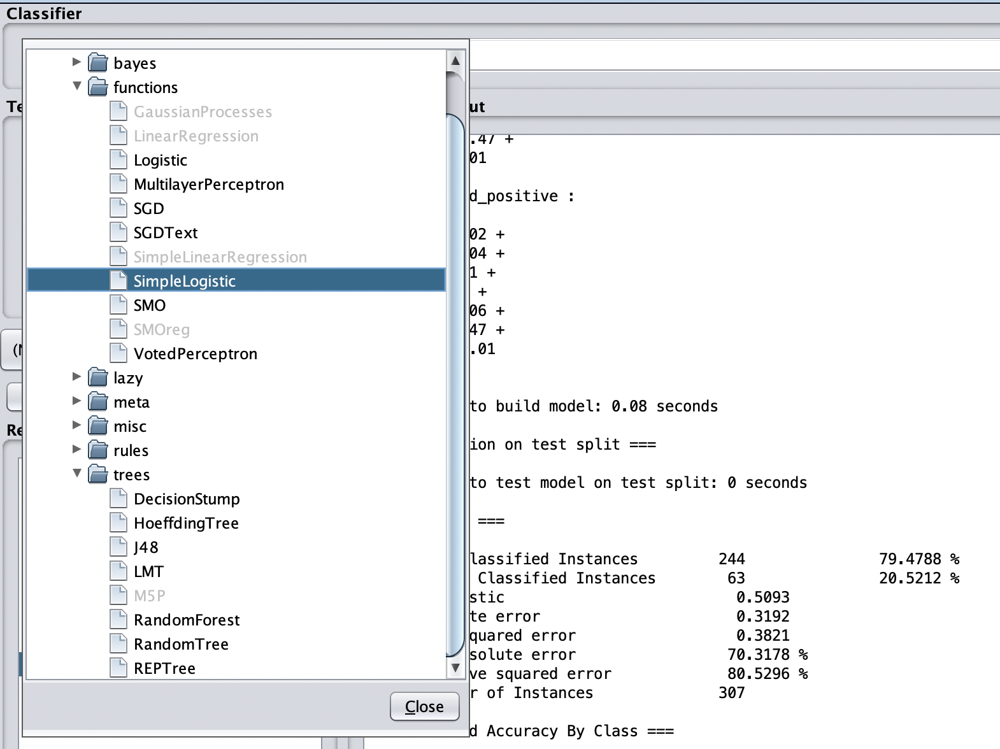 Classifier
bayes
functions
GaussianProcesses
LinearRegression
Logistic
MultilayerPerceptron
SGD
SGDText
SimpleLinearRegression
SimpleLogistic
SMO
SMOreg
VotedPerceptron
lazy
meta
misc
rules
trees
DecisionStump
HoeffdingTree
J48
LMT
M5P
RandomForest
RandomTree
REPTree
Close
Te
(N
Re
ut
.47 +
01
d_positive :
02 +
04 +
1 +
+
06 +
47 +
.01
to build model: 0.08 seconds
ion on test split ===
to test model on test split: 0 seconds
===
lassified Instances 244 79.4788 %
Classified Instances 63 20.5212 %
stic 0.5093
te error 0.3192
quared error 0.3821
solute error 70.3178 %
ve squared error 80.5296 %
r of Instances 307
d Accuracy By Class ===